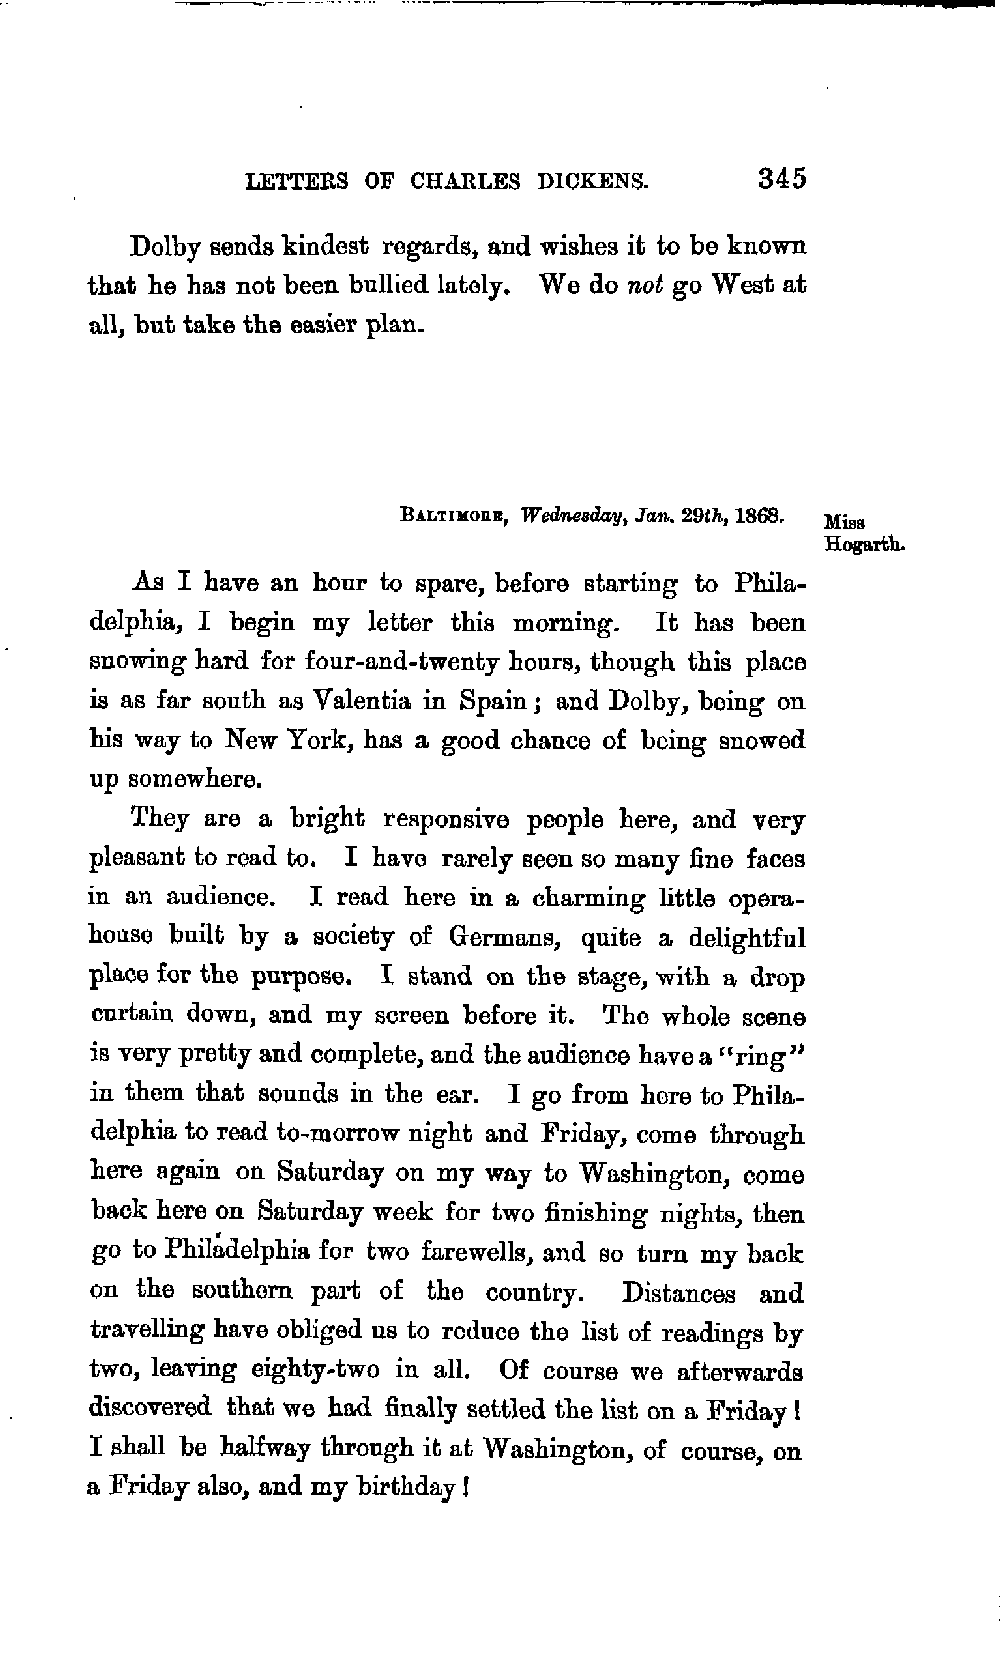 LETTERS OF CHARLES DICKENS. 345
Dolby sends kindest regards, and wishes it to be known
that he has not been bullied lately. We do not go West at
all, but take the easier plan.
BALTIMORE, Wednesday, Jan. 29th, 1868.
Miss
Hogarth.
As I have an hour to spare, before starting to Phila-
delphia, I begin my letter this morning. It has been
snowing hard for four-and-twenty hours, though this place
is as far south as Valentia in Spain; and Dolby, being on
his way to New York, has a good chance of being snowed
up somewhere.
They are a bright responsive people here, and very
pleasant to read to. I have rarely seen so many fine faces
in an audience. I read here in a charming little opera-
house built by a society of Germans, quite a delightful
place for the purpose. I stand on the stage, with a drop
curtain down, and my screen before it. The whole scene
is very pretty and complete, and the audience have a "ring"
in them that sounds in the ear. I go from here to Phila-
delphia to read to-morrow night and Friday, come through
here again on Saturday on my way to Washington, come
back here on Saturday week for two finishing nights, then
go to Philadelphia for two farewells, and so turn my back
on the southern part of the country. Distances and
travelling have obliged us to reduce the list of readings by
two, leaving eighty-two in all. Of course we afterwards
discovered that we had finally settled the list on a Friday!
I shall be halfway through it at Washington, of course, on
a Friday also, and my birthday!